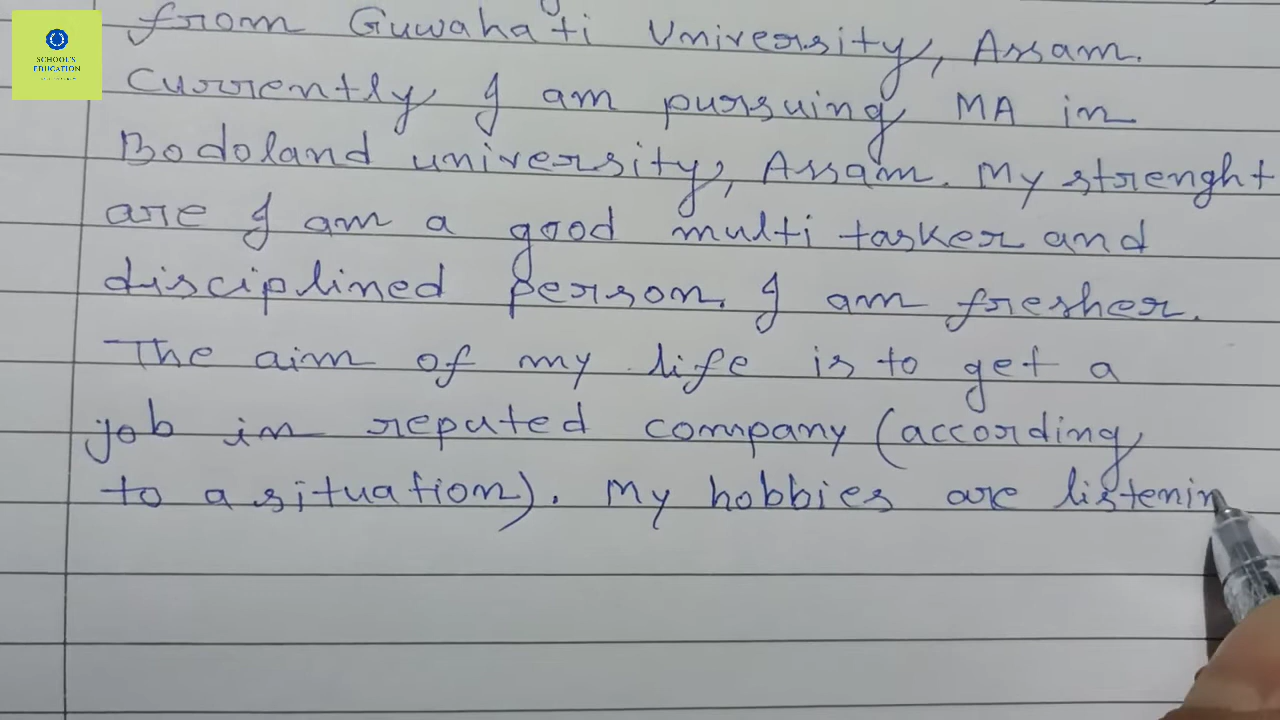 SCHOOL'S
EDUCATION
from Guwahati University, Assam.
Currently I am pursuing MA in
Bodoland university, Assam. My strenght
are I am a good multi tasker and
disciplined person. I am fresher.
The aim of my life is to get a
job in reputed company (according
to a situation). My hobbies are listenin